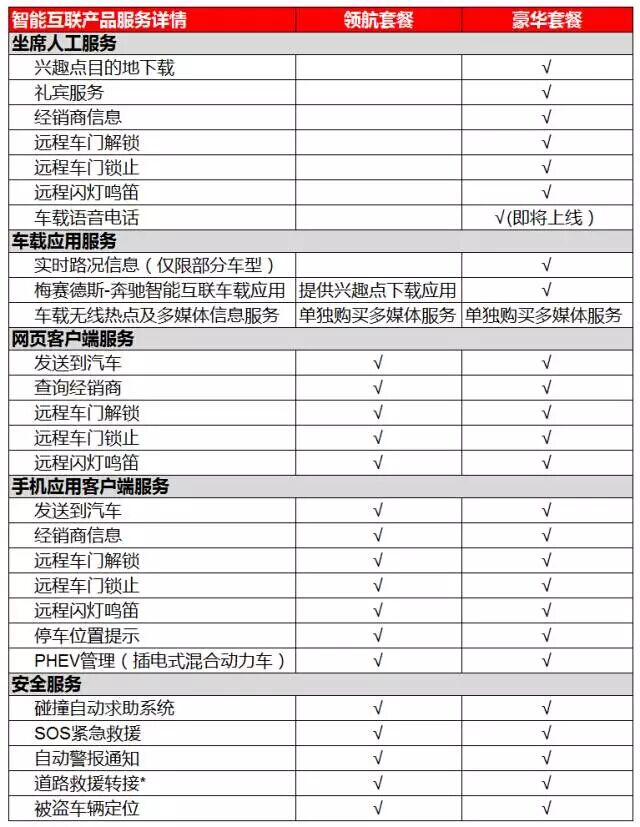 智能互联产品服务详情 领航套餐 豪华套餐
坐席人工服务
兴趣点目的地下载 √
礼宾服务 √
经销商信息 √
远程车门解锁 √
远程车门锁止 √
远程闪灯鸣笛 √
车载语音电话 √(即将上线）
车载应用服务
实时路况信息（仅限部分车型） √
梅赛德斯-奔驰智能互联车载应用 提供兴趣点下载应用 √
车载无线热点及多媒体信息服务 单独购买多媒体服务 单独购买多媒体服务
网页客户端服务
发送到汽车 √ √
查询经销商 √ √
远程车门解锁 √ √
远程车门锁止 √ √
远程闪灯鸣笛 √ √
手机应用客户端服务
发送到汽车 √ √
经销商信息 √ √
远程车门解锁 √ √
远程车门锁止 √ √
远程闪灯鸣笛 √ √
停车位置提示 √ √
PHEV管理（插电式混合动力车） √ √
安全服务
碰撞自动求助系统 √ √
SOS紧急救援 √ √
自动警报通知 √ √
道路救援转接* √ √
被盗车辆定位 √ √